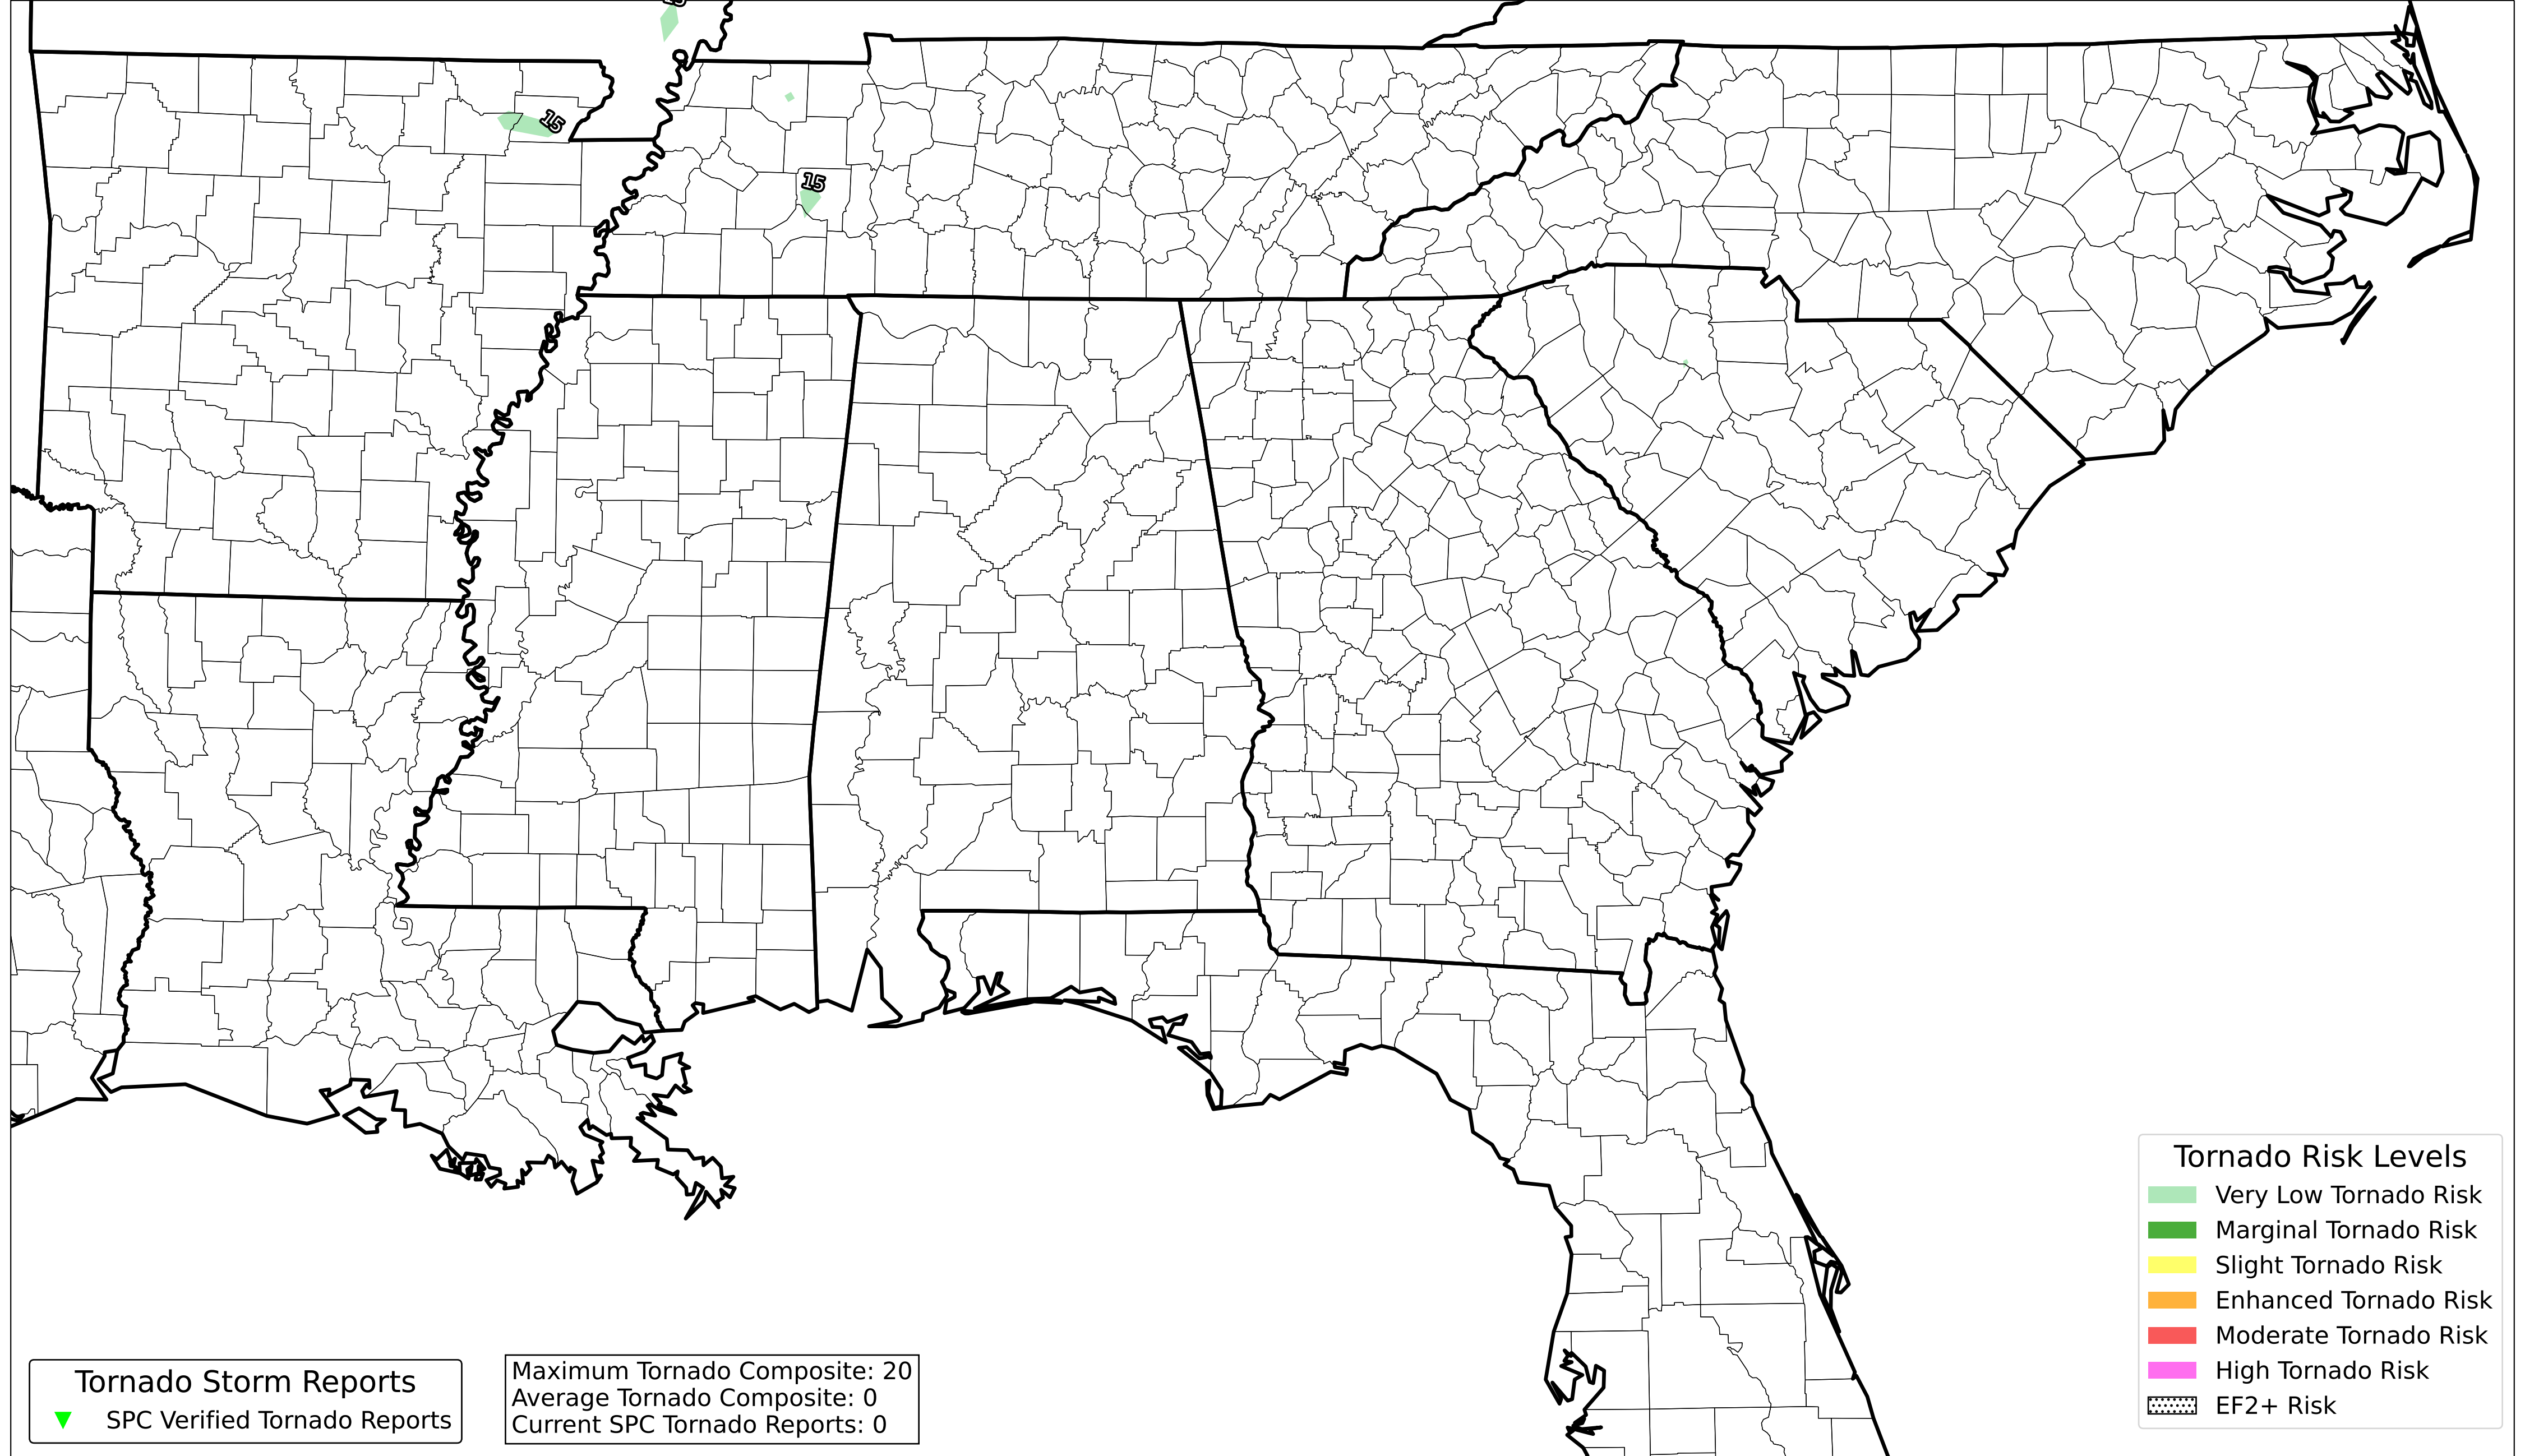 15
15
15
Tornado Risk Levels
Very Low Tornado Risk
Marginal Tornado Risk
Slight Tornado Risk
Enhanced Tornado Risk
Moderate Tornado Risk
High Tornado Risk
EF2+ Risk
Tornado Storm Reports
SPC Verified Tornado Reports
Maximum Tornado Composite: 20
Average Tornado Composite: 0
Current SPC Tornado Reports: 0